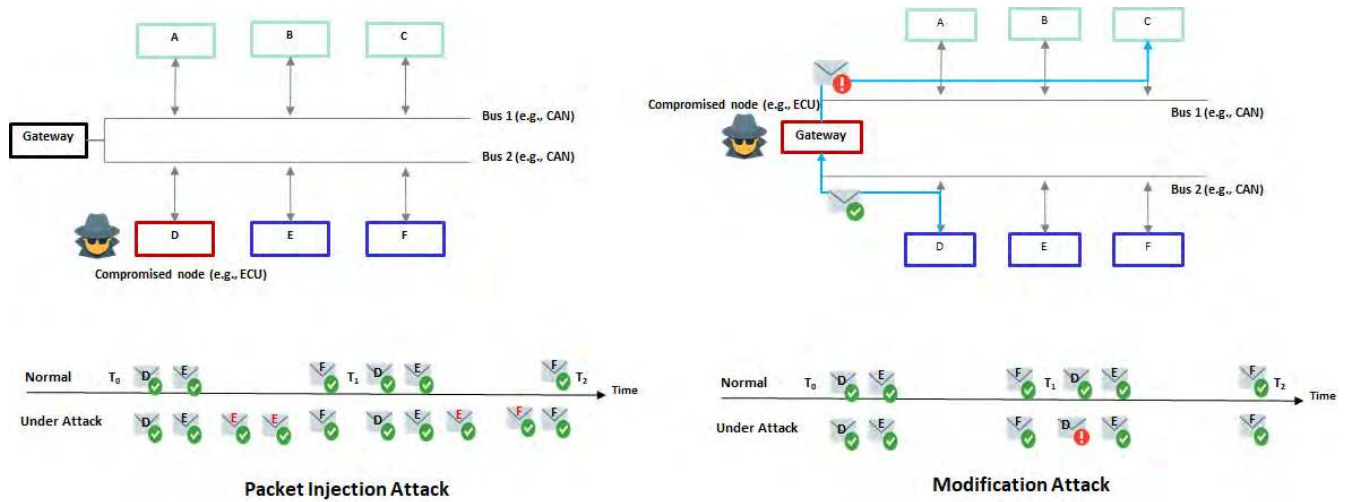 A
B
C
Bus 1 (e.g., CAN)
Gateway
Bus 2 (e.g., CAN)
D
E
F
Compromised node (e.g., ECU)
Normal
T₀
D
E
F
T₁
D
E
F
T₂
Time
Under Attack
D
E
E
E
F
D
E
E
F
F
Packet Injection Attack
A
B
C
Compromised node (e.g., ECU)
Bus 1 (e.g., CAN)
Gateway
Bus 2 (e.g., CAN)
D
E
F
Normal
T₀
D
E
F
T₁
D
E
F
T₂
Time
Under Attack
D
E
F
D
E
F
Modification Attack